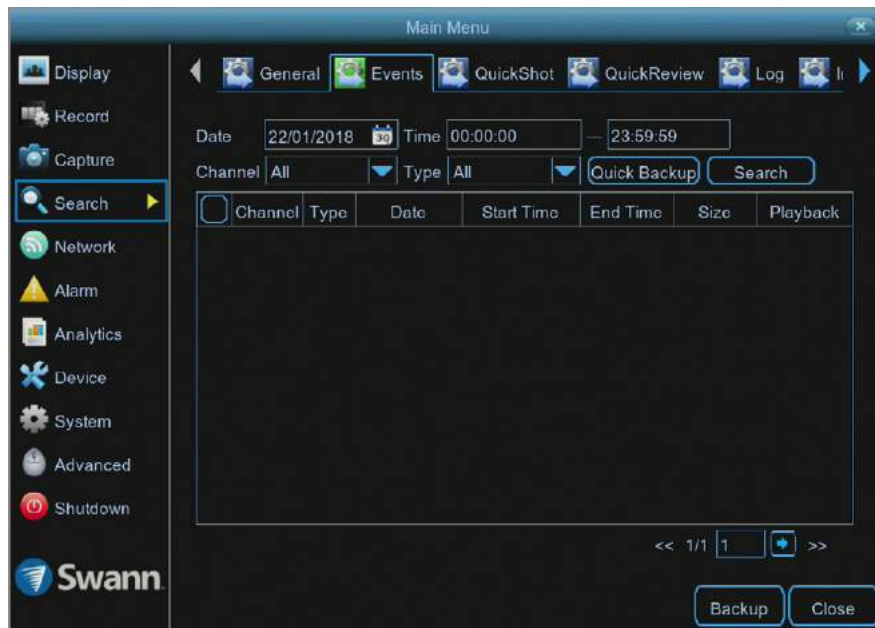 Main Menu
Display
Record
Capture
Search
Network
Alarm
Analytics
Device
System
Advanced
Shutdown
Swann
General Events QuickShot QuickReview Log
Date 22/01/2018 30 Time 00:00:00 — 23:59:59
Channel All Type All Quick Backup Search
Channel Type Date Start Time End Time Size Playback
<< 1/1 1 >>
Backup Close